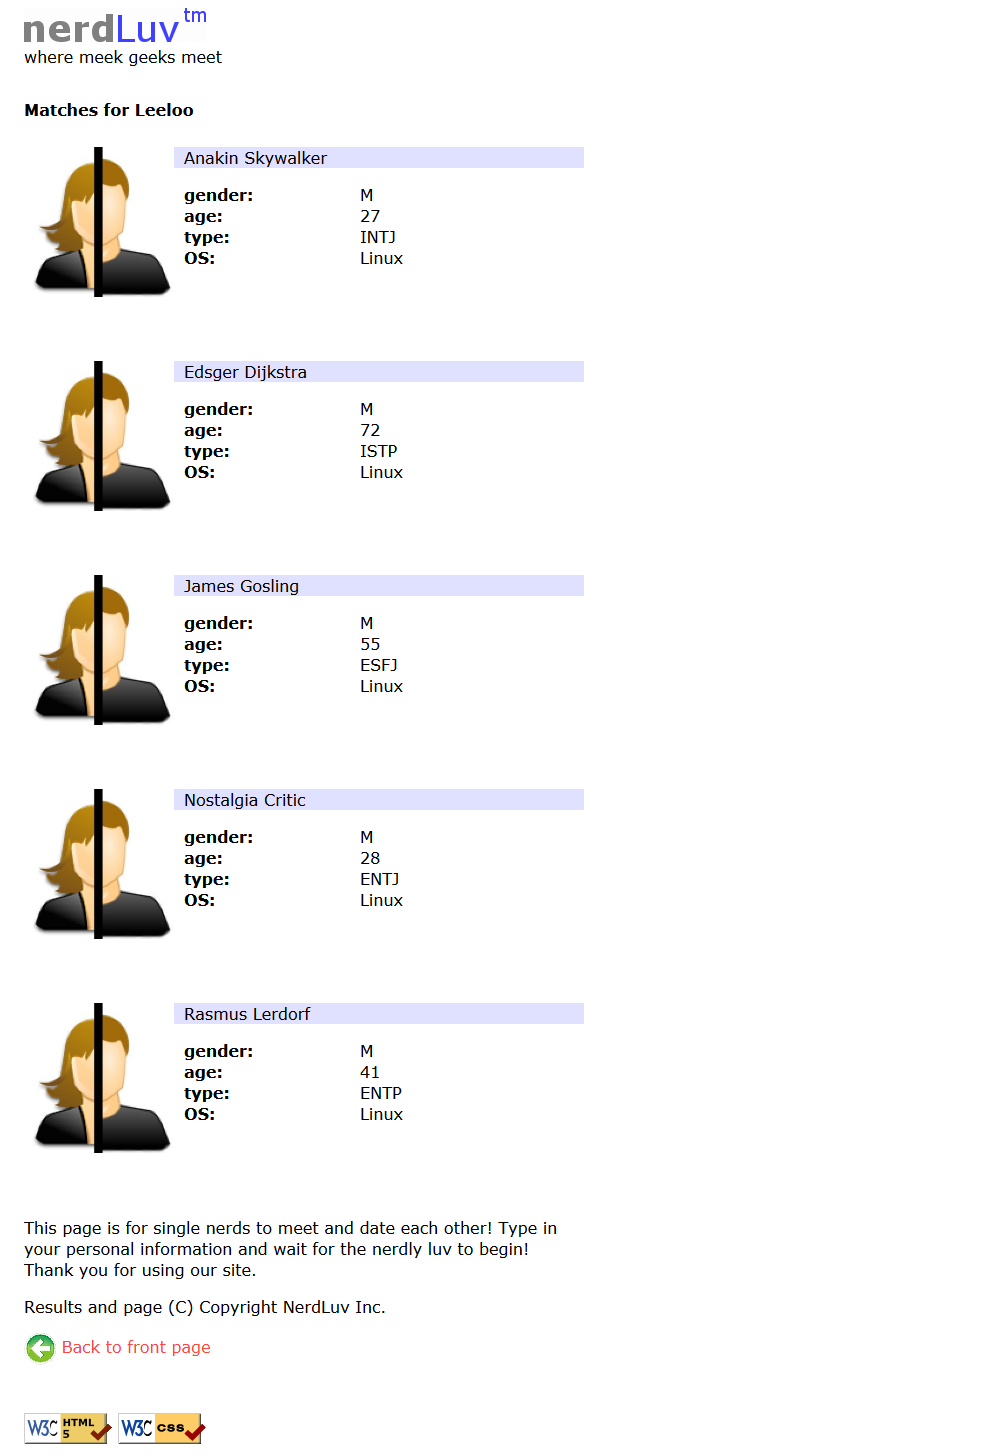 nerdLuv™
where meek geeks meet
Matches for Leeloo
Anakin Skywalker
gender: M
age: 27
type: INTJ
OS: Linux
Edsger Dijkstra
gender: M
age: 72
type: ISTP
OS: Linux
James Gosling
gender: M
age: 55
type: ESFJ
OS: Linux
Nostalgia Critic
gender: M
age: 28
type: ENTJ
OS: Linux
Rasmus Lerdorf
gender: M
age: 41
type: ENTP
OS: Linux
This page is for single nerds to meet and date each other! Type in
your personal information and wait for the nerdly luv to begin!
Thank you for using our site.
Results and page (C) Copyright NerdLuv Inc.
Back to front page
W3C HTML 5 W3C css